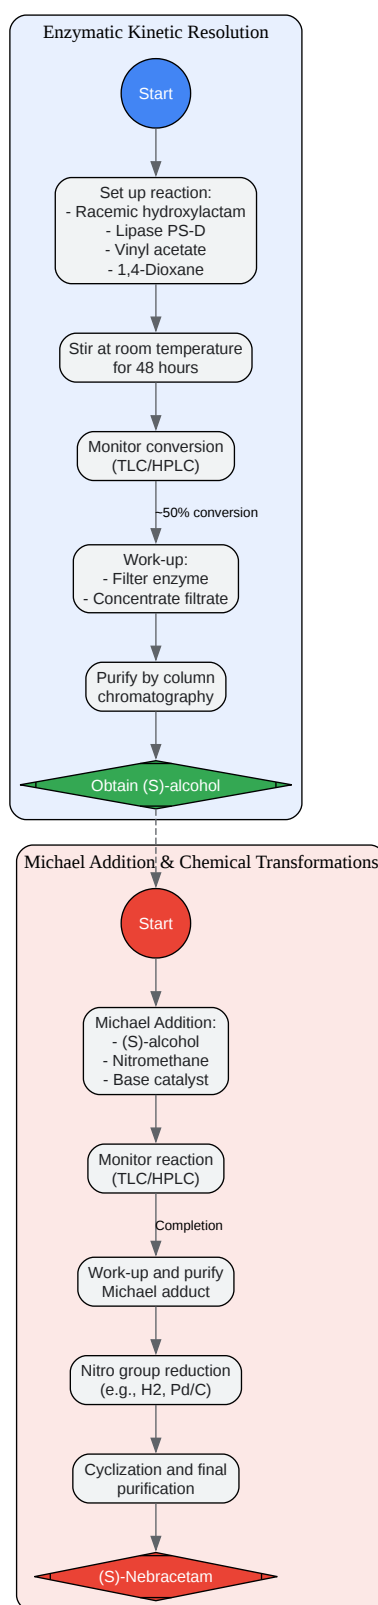 Enzymatic Kinetic Resolution
Start
Set up reaction:
- Racemic hydroxylactam
- Lipase PS-D
- Vinyl acetate
- 1,4-Dioxane
Stir at room temperature
for 48 hours
Monitor conversion
(TLC/HPLC)
~50% conversion
Work-up:
- Filter enzyme
- Concentrate filtrate
Purify by column
chromatography
Obtain (S)-alcohol
Michael Addition & Chemical Transformations
Start
Michael Addition:
- (S)-alcohol
- Nitromethane
- Base catalyst
Monitor reaction
(TLC/HPLC)
Completion
Work-up and purify
Michael adduct
Nitro group reduction
(e.g., H2, Pd/C)
Cyclization and final
purification
(S)-Nebracetam